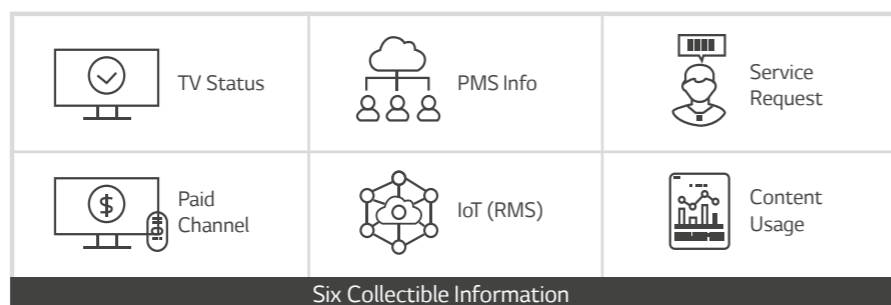 TV Status
PMS Info
Service
Request
$
Paid
Channel
IoT (RMS)
Content
Usage
Six Collectible Information